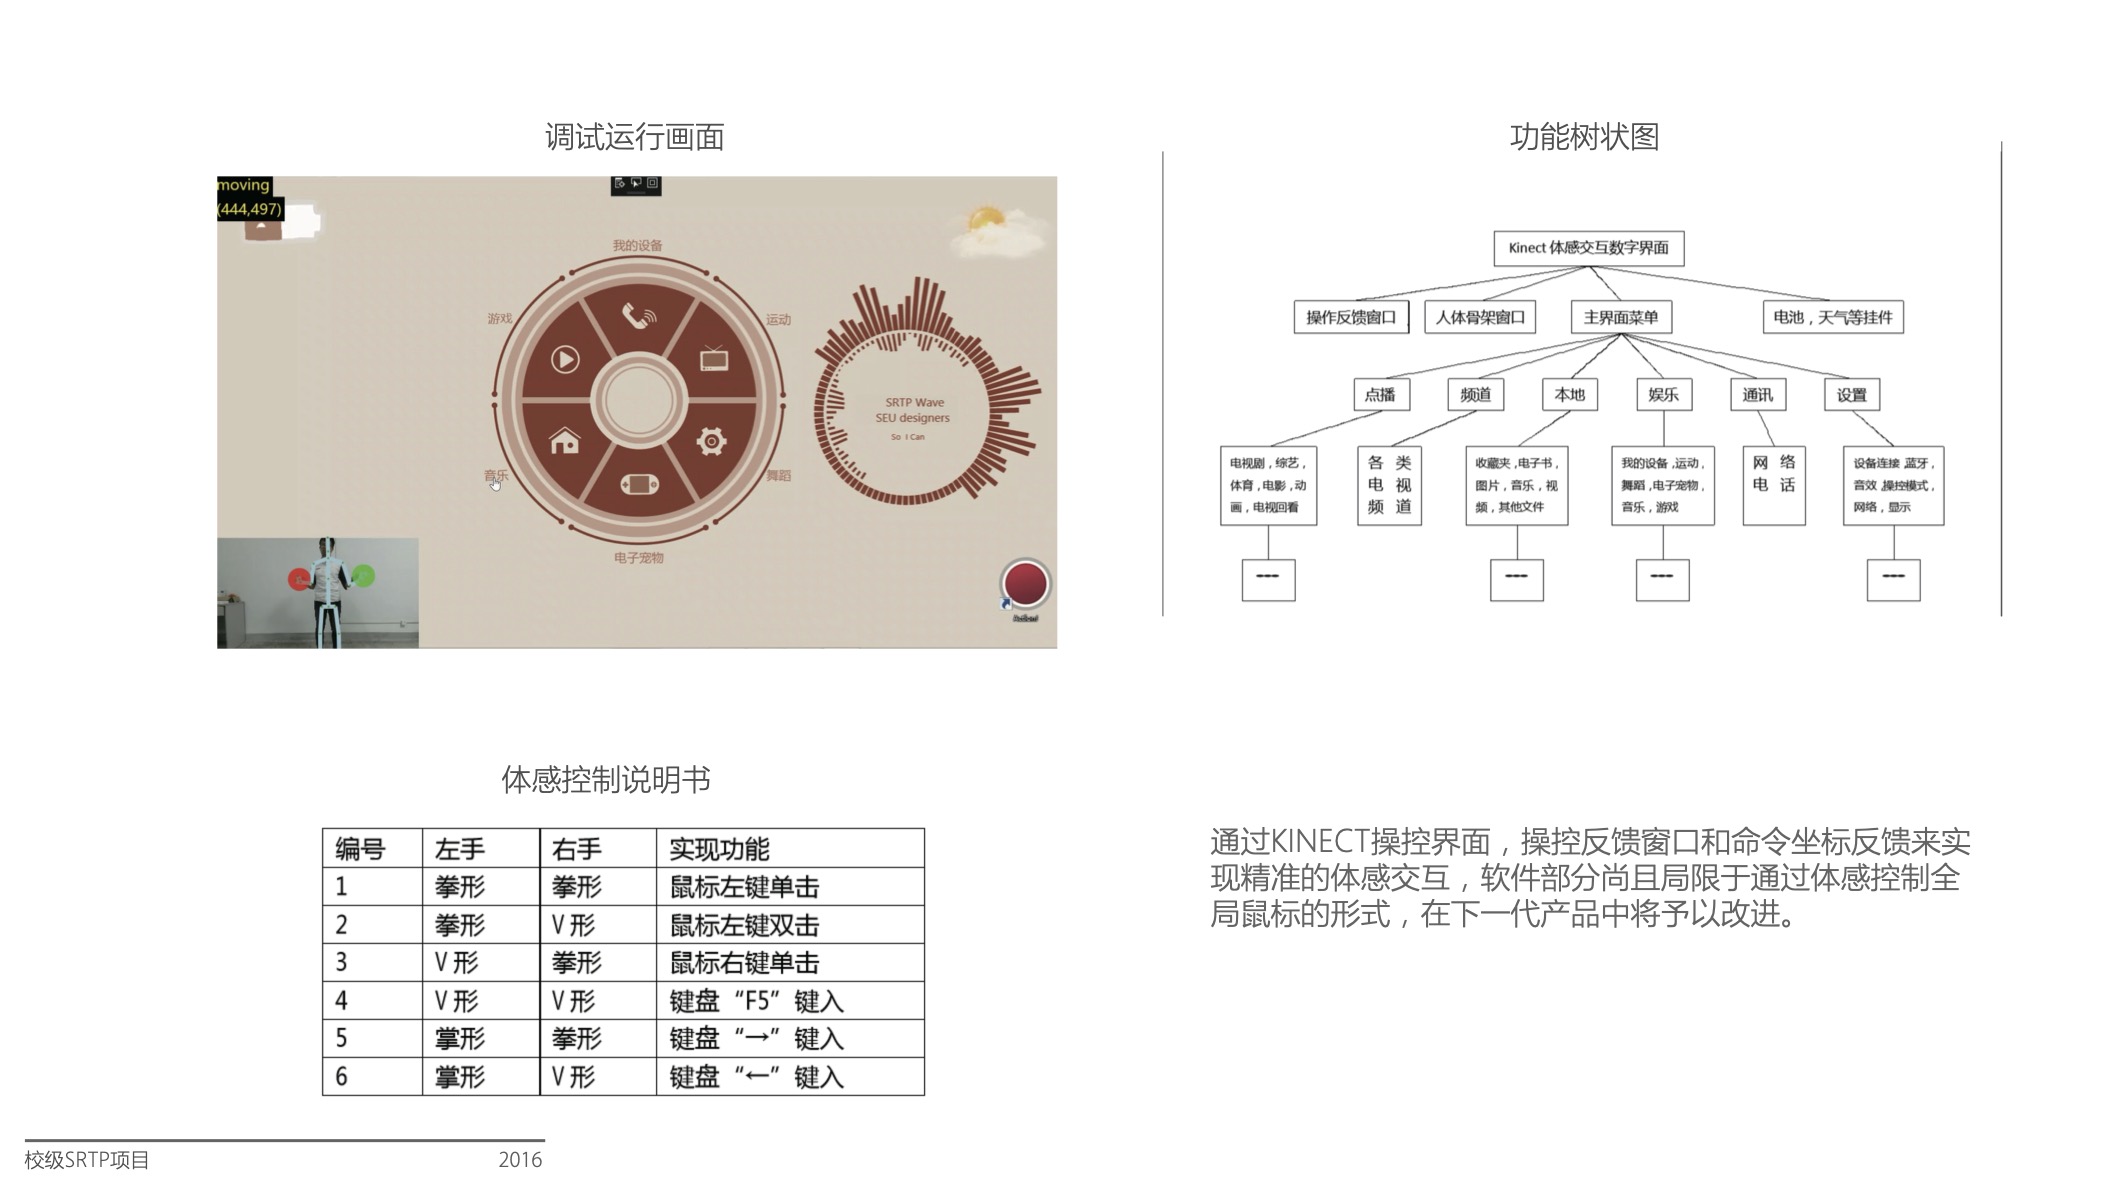 调试运行画面
moving
(444,497)
我的设备
游戏
运动
音乐
舞蹈
电子宠物
SRTP Wave
SEU designers
So I Can
功能树状图
Kinect 体感交互数字界面
操作反馈窗口
人体骨架窗口
主界面菜单
电池，天气等挂件
点播
频道
本地
娱乐
通讯
设置
电视剧，综艺，
体育，电影，动
画，电视回看
各 类
电 视
频 道
收藏夹，电子书，
图片，音乐，视
频，其他文件
我的设备，运动，
舞蹈，电子宠物，
音乐，游戏
网 络
电 话
设备连接，蓝牙，
音效，操控模式，
网络，显示
---
---
---
---
体感控制说明书
编号 左手 右手 实现功能
1 拳形 拳形 鼠标左键单击
2 拳形 V 形 鼠标左键双击
3 V 形 拳形 鼠标右键单击
4 V 形 V 形 键盘“F5”键入
5 掌形 拳形 键盘“→”键入
6 掌形 V 形 键盘“←”键入
通过KINECT操控界面，操控反馈窗口和命令坐标反馈来实
现精准的体感交互，软件部分尚且局限于通过体感控制全
局鼠标的形式，在下一代产品中将予以改进。
校级SRTP项目
2016